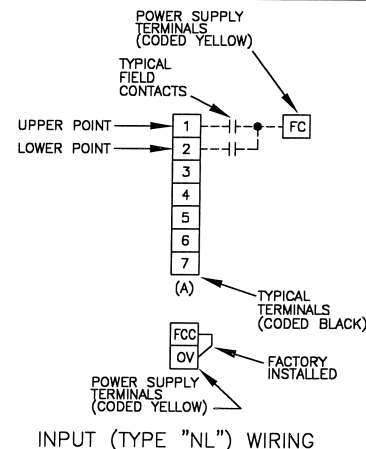 POWER SUPPLY
TERMINALS
(CODED YELLOW)
TYPICAL
FIELD
CONTACTS
UPPER POINT
1
FC
LOWER POINT
2
3
4
5
6
7
(A)
TYPICAL
TERMINALS
(CODED BLACK)
FCC
OV
FACTORY
INSTALLED
POWER SUPPLY
TERMINALS
(CODED YELLOW)
INPUT (TYPE "NL") WIRING